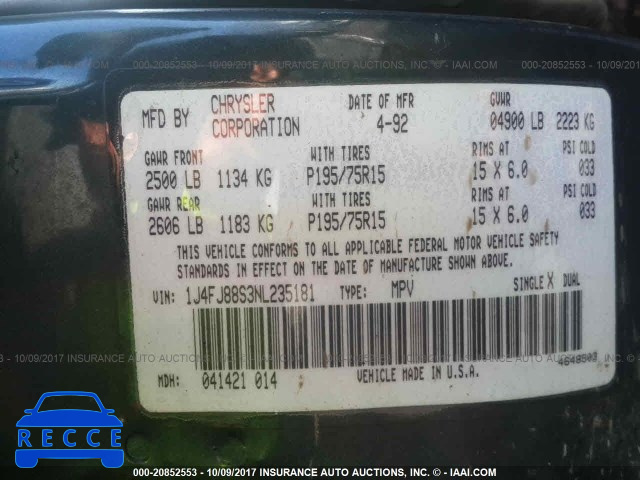 000-20852553 - 10/09/2017 INSURANCE AUTO AUCTIONS - © - IAAI.COM
MFD BY CHRYSLER CORPORATION DATE OF MFR 4-92 GVWR 04900 LB 2223 KG
GAWR FRONT WITH TIRES RIMS AT PSI COLD
2500 LB 1134 KG P195/75R15 15 X 6.0 033
GAWR REAR WITH TIRES RIMS AT PSI COLD
2606 LB 1183 KG P195/75R15 15 X 6.0 033
THIS VEHICLE CONFORMS TO ALL APPLICABLE FEDERAL MOTOR VEHICLE SAFETY
STANDARDS IN EFFECT ON THE DATE OF MANUFACTURE SHOWN ABOVE.
VIN: 1J4FJ88S3NL235181 TYPE: MPV SINGLE X DUAL
000-20852553 - 10/09/2017 INSURANCE AUTO AUCTIONS - © - IAAI.COM
MDH: 041421 014 VEHICLE MADE IN U.S.A.
RECCE
000-20852553 - 10/09/2017 INSURANCE AUTO AUCTIONS - © - IAAI.COM